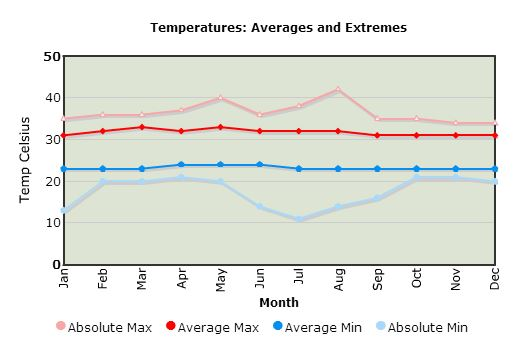 Temperatures: Averages and Extremes
Temp Celsius
50
40
30
20
10
0
Jan Feb Mar Apr May Jun Jul Aug Sep Oct Nov Dec
Month
Absolute Max Average Max Average Min Absolute Min